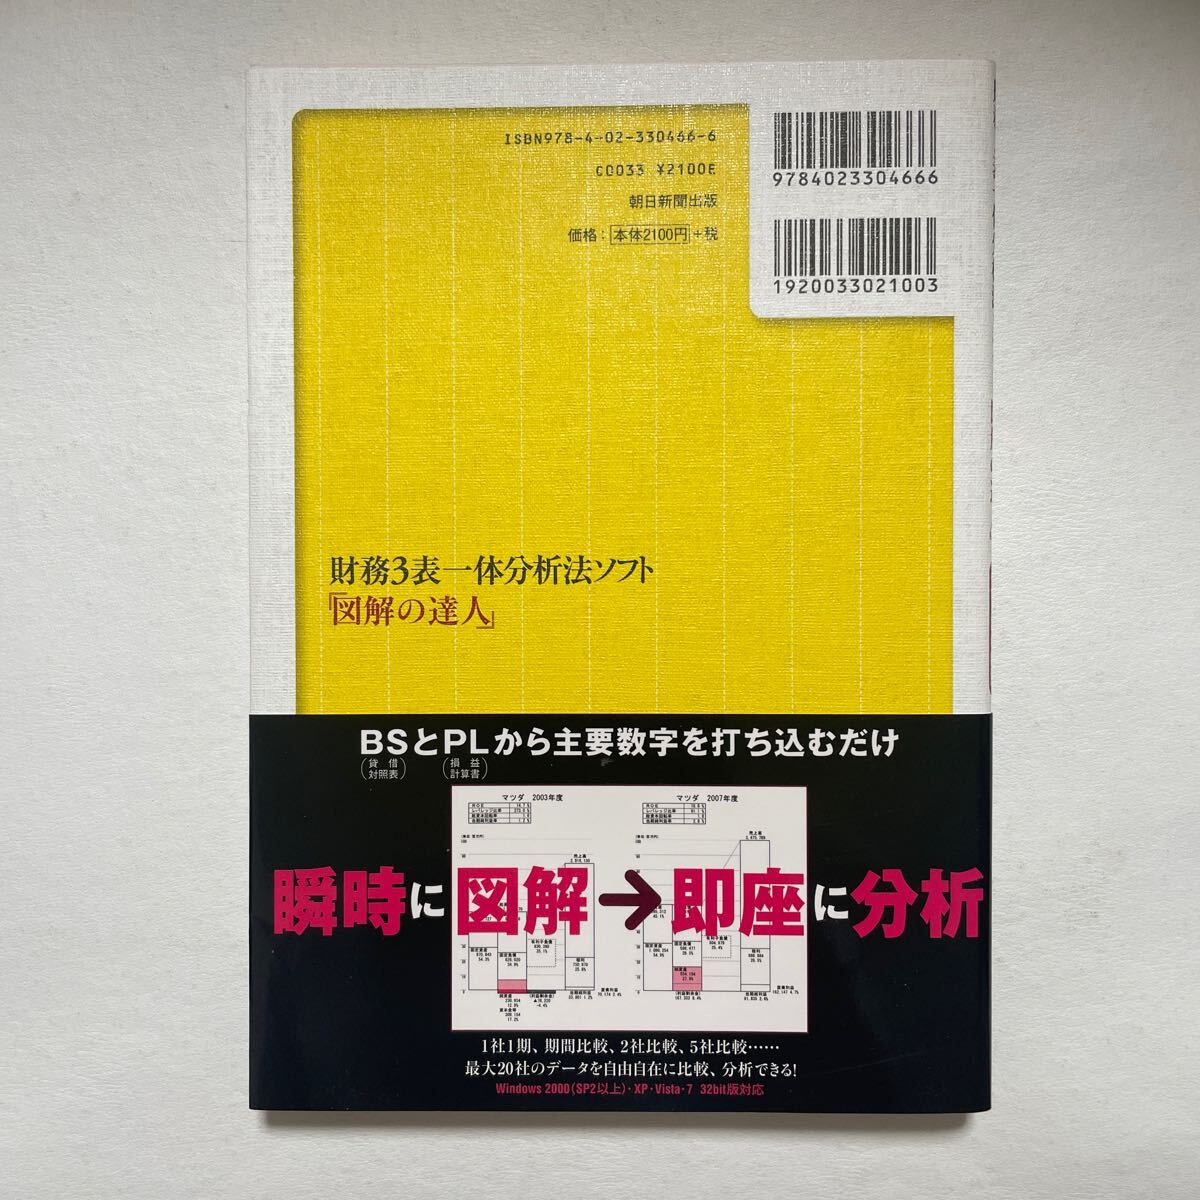 ISBN978-4-02-330466-6
C0033 ¥2100E
朝日新聞出版
価格：本体2100円+税
9784023304666
1920033021003
財務3表一体分析法ソフト
『図解の達人』
BSとPLから主要数字を打ち込むだけ
(貸借対照表) (損益計算書)
マツダ 2003年度
マツダ 2007年度
瞬時に図解→即座に分析
1社1期、期間比較、2社比較、5社比較……
最大20社のデータを自由自在に比較、分析できる!
Windows 2000(SP2以上)・XP・Vista・7 32bit版対応